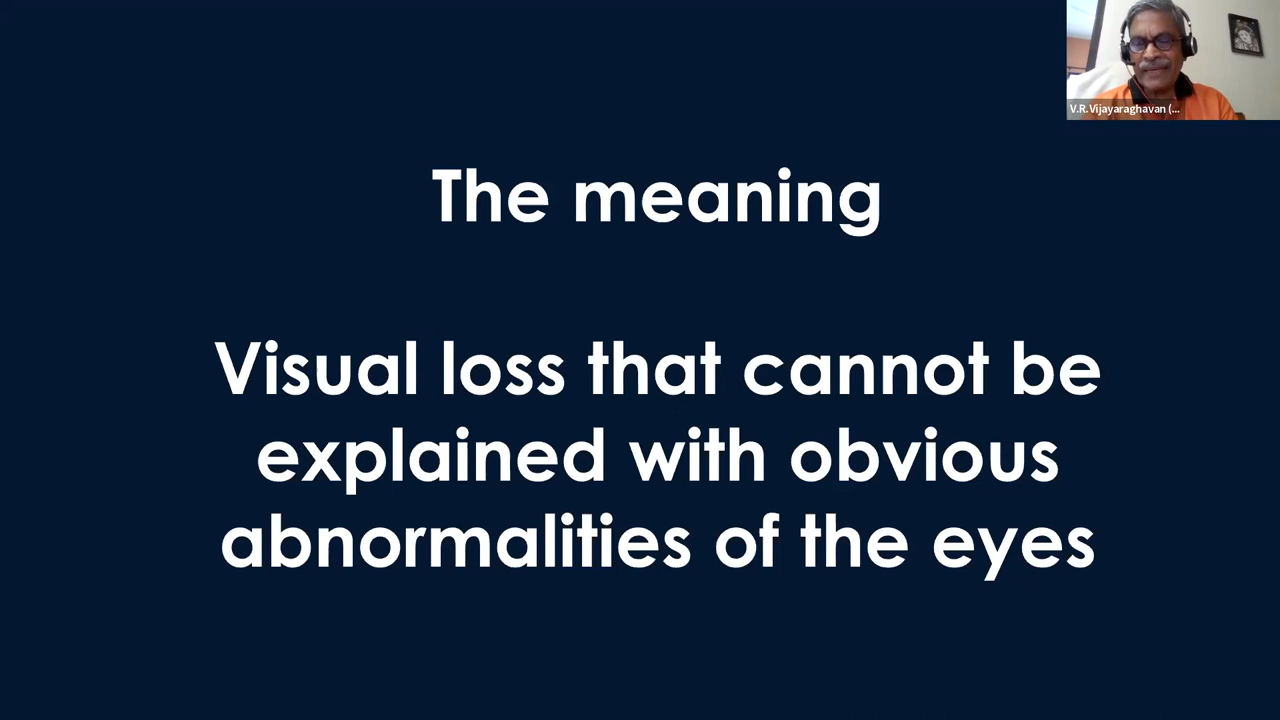 V.R.Vijayaraghavan (...
The meaning
Visual loss that cannot be
explained with obvious
abnormalities of the eyes